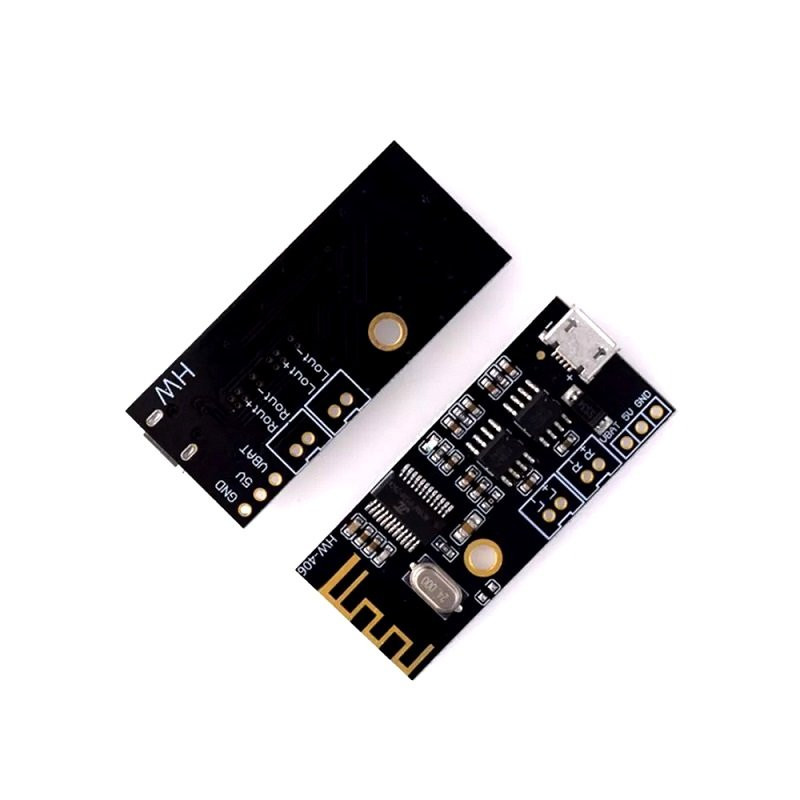 HW
Lout-
Lout+
Rout-
Rout+
VBAT
5V
GND
GND
5V
VBAT
+
R
R
+
L
L
24.000
HW-406